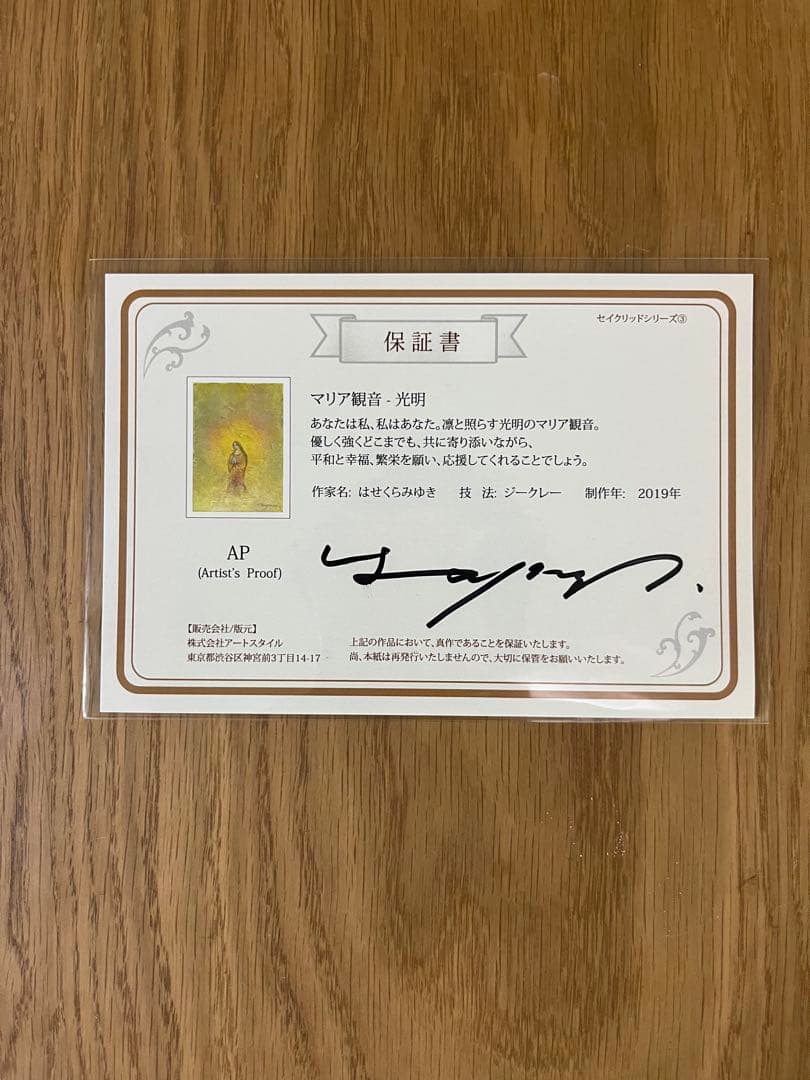 セイクリッドシリーズ③
保証書
マリア観音 - 光明
あなたは私、私はあなた。凛と照らす光明のマリア観音。
優しく強くどこまでも、共に寄り添いながら、
平和と幸福、繁栄を願い、応援してくれることでしょう。
作家名: はせくらみゆき 技 法: ジークレー 制作年: 2019年
AP
(Artist's Proof)
【販売会社/版元】
株式会社アートスタイル
東京都渋谷区神宮前3丁目14-17
上記の作品において、真作であることを保証いたします。
尚、本紙は再発行いたしませんので、大切に保管をお願いいたします。